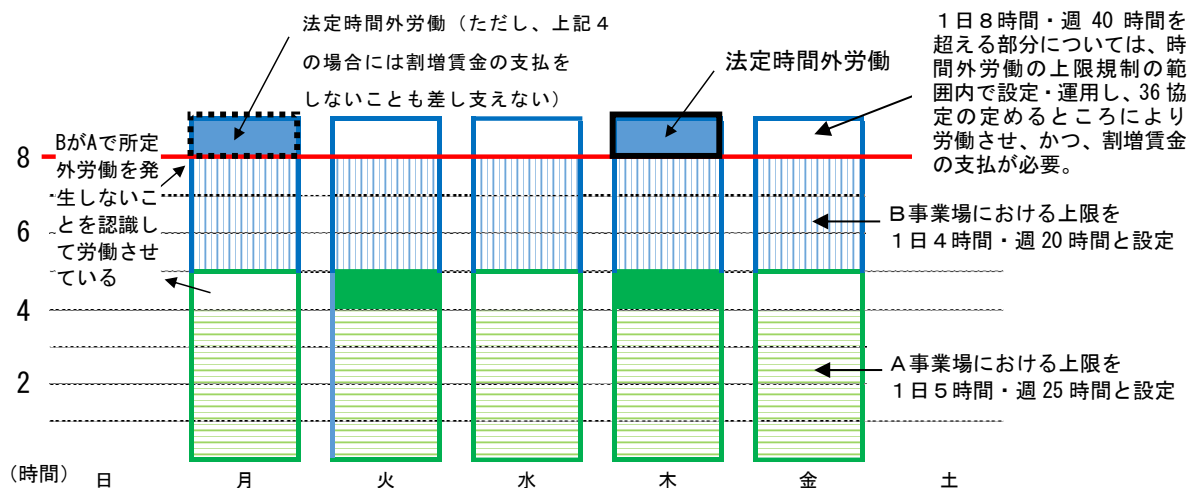 法定時間外労働(ただし、上記4
の場合には割増賃金の支払を
しないことも差し支えない)
法定時間外労働
1日8時間・週 40 時間を
超える部分については、時
間外労働の上限規制の範
囲内で設定・運用し、36 協
定の定めるところにより
労働させ、かつ、割増賃金
の支払が必要。
BがAで所定
外労働を発
生しないこ
とを認識し
て労働させ
ている
B事業場における上限を
1日4時間・週 20 時間と設定
A事業場における上限を
1日5時間・週 25 時間と設定
8
6
4
2
(時間)
日 月 火 水 木 金 土